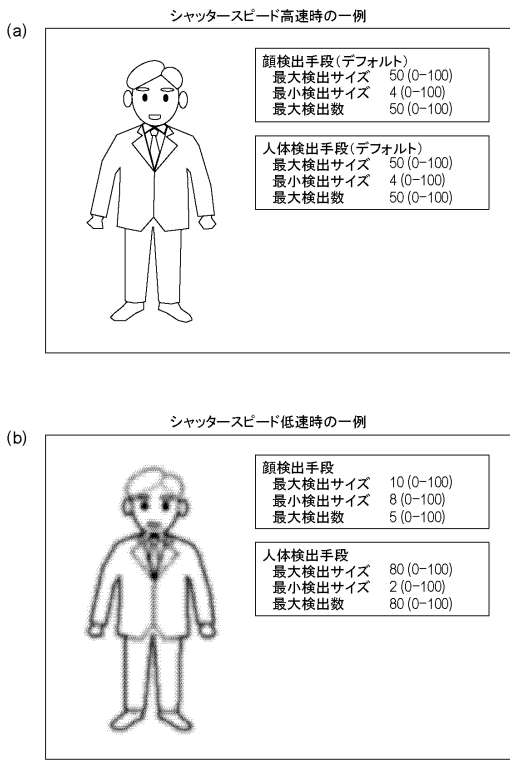 シャッタースピード高速時の一例
(a)
顔検出手段(デフォルト)
最大検出サイズ 50(0-100)
最小検出サイズ 4(0-100)
最大検出数 50(0-100)
人体検出手段(デフォルト)
最大検出サイズ 50(0-100)
最小検出サイズ 4(0-100)
最大検出数 50(0-100)
シャッタースピード低速時の一例
(b)
顔検出手段
最大検出サイズ 10(0-100)
最小検出サイズ 8(0-100)
最大検出数 5(0-100)
人体検出手段
最大検出サイズ 80(0-100)
最小検出サイズ 2(0-100)
最大検出数 80(0-100)